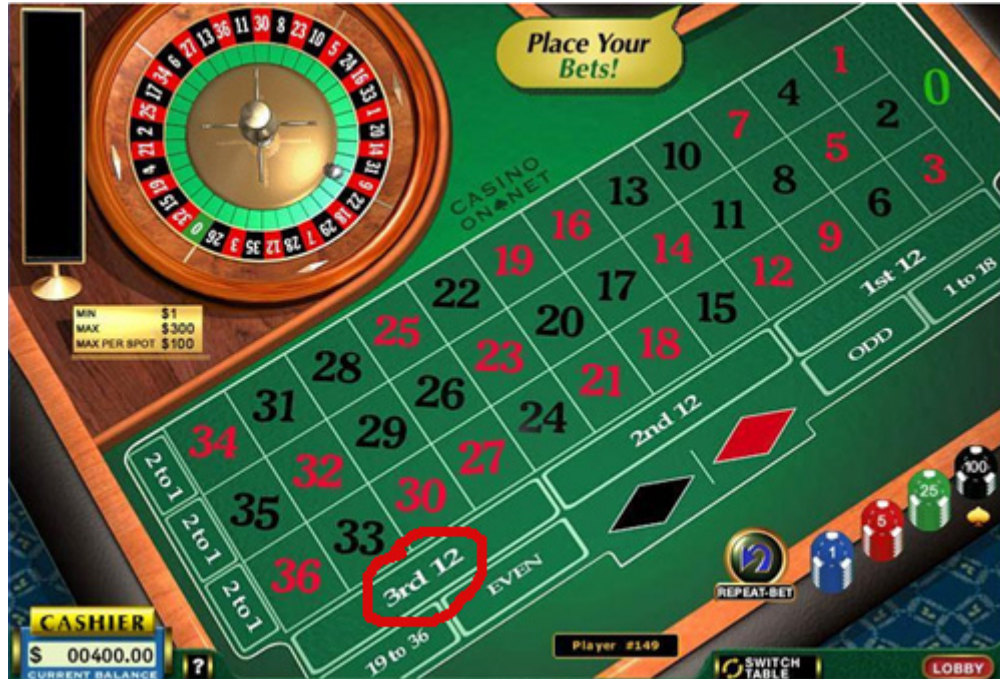 Place Your
Bets!
CASINO
ON NET
MIN $1
MAX $300
MAX PER SPOT $100
0
1
2
3
4
5
6
7
8
9
10
11
12
13
14
15
16
17
18
19
20
21
22
23
24
25
26
27
28
29
30
31
32
33
34
35
36
2 to 1
2 to 1
2 to 1
1st 12
2nd 12
3rd 12
1 to 18
ODD
EVEN
19 to 36
1
5
25
100
REPEAT-BET
CASHIER
$ 00400.00
CURRENT BALANCE
?
Player #149
SWITCH
TABLE
LOBBY